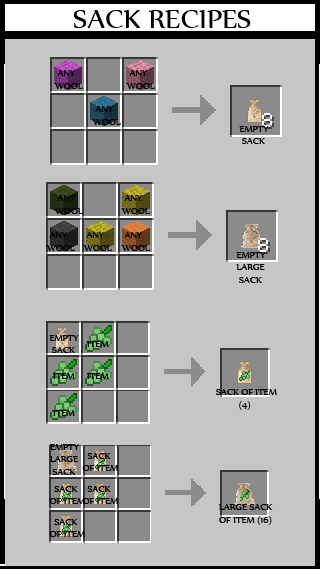 SACK RECIPES
ANY
WOOL
ANY
WOOL
ANY
WOOL
8
EMPTY
SACK
ANY
WOOL
ANY
WOOL
ANY
WOOL
ANY
WOOL
ANY
WOOL
8
EMPTY
LARGE
SACK
EMPTY
SACK
ITEM
ITEM
ITEM
ITEM
SACK OF ITEM
(4)
EMPTY
LARGE
SACK
SACK
OF ITEM
SACK
OF ITEM
SACK
OF ITEM
SACK
OF ITEM
LARGE SACK
OF ITEM (16)